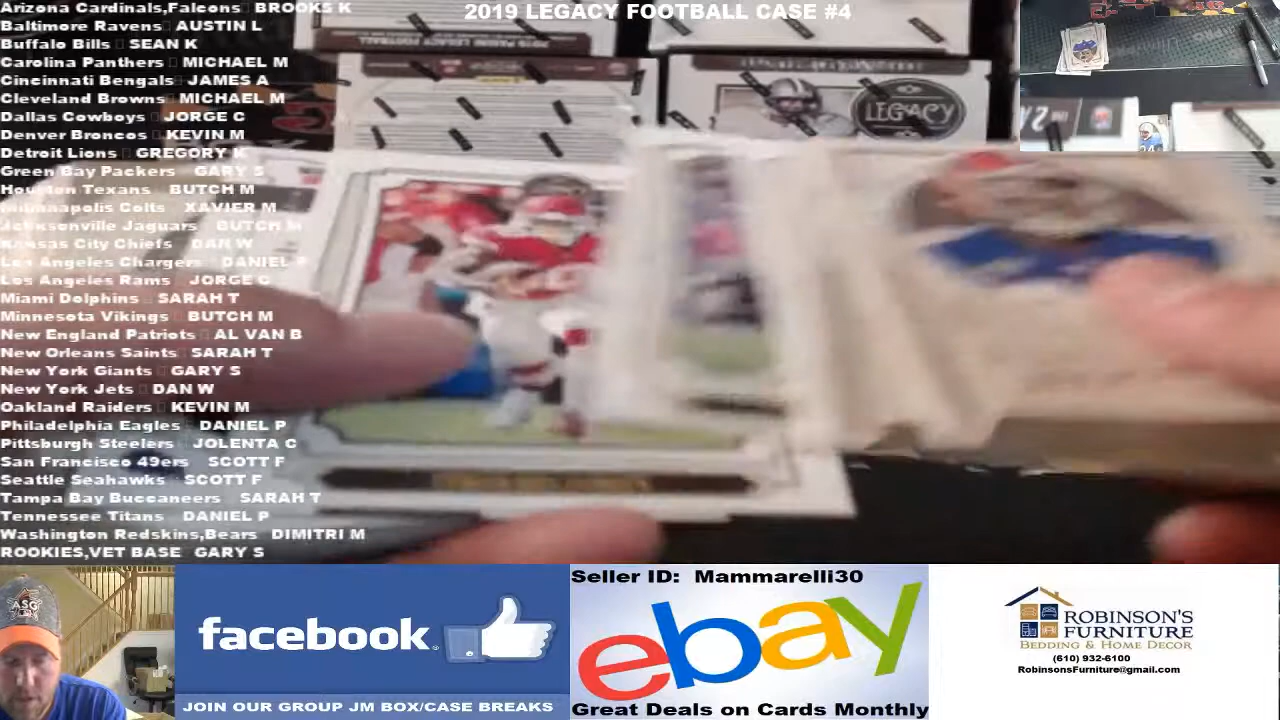 2019 LEGACY FOOTBALL CASE #4
Arizona Cardinals,Falcons BROOKS K
Baltimore Ravens AUSTIN L
Buffalo Bills SEAN K
Carolina Panthers MICHAEL M
Cincinnati Bengals JAMES A
Cleveland Browns MICHAEL M
Dallas Cowboys JORGE C
Denver Broncos KEVIN M
Detroit Lions GREGORY K
Green Bay Packers GARY S
Houston Texans BUTCH M
Indianapolis Colts XAVIER M
Jacksonville Jaguars BUTCH M
Kansas City Chiefs DAN W
Los Angeles Chargers DANIEL P
Los Angeles Rams JORGE C
Miami Dolphins SARAH T
Minnesota Vikings BUTCH M
New England Patriots AL VAN B
New Orleans Saints SARAH T
New York Giants GARY S
New York Jets DAN W
Oakland Raiders KEVIN M
Philadelphia Eagles DANIEL P
Pittsburgh Steelers JOLENTA C
San Francisco 49ers SCOTT F
Seattle Seahawks SCOTT F
Tampa Bay Buccaneers SARAH T
Tennessee Titans DANIEL P
Washington Redskins,Bears DIMITRI M
ROOKIES,VET BASE GARY S
LEGACY
ASG
facebook.
JOIN OUR GROUP JM BOX/CASE BREAKS
Seller ID: Mammarelli30
ebay
Great Deals on Cards Monthly
ROBINSON'S
FURNITURE
BEDDING & HOME DECOR
(610) 932-6100
RobinsonsFurniture@gmail.com